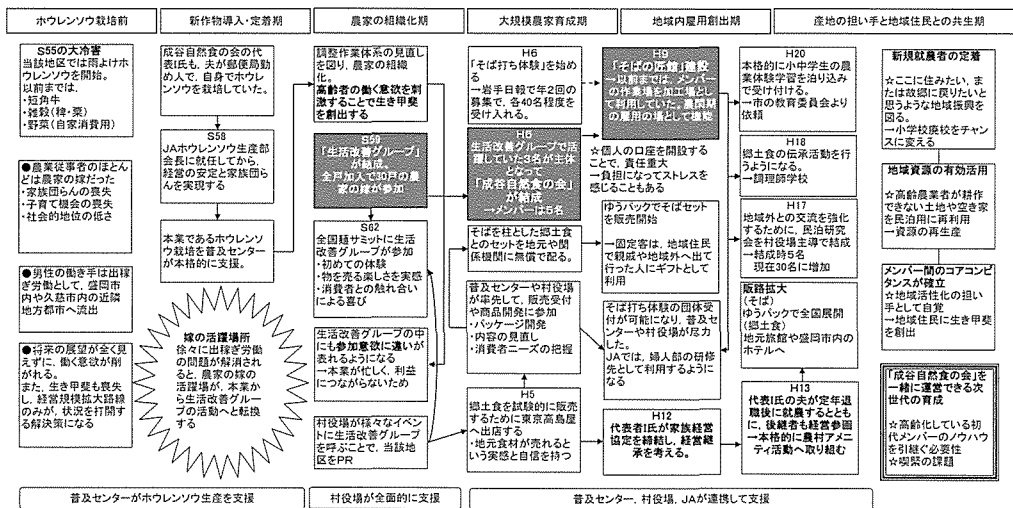 ホウレンソウ栽培前
新作物導入・定着期
農家の組織化期
大規模農家育成期
地域内雇用創出期
産地の担い手と地域住民との共生期
S55の大冷害
当該地区では雨よけ
ホウレンソウを開始。
以前までは、
・短角牛
・雑穀(稗・粟)
・野菜(自家消費用)
●農業従事者のほとん
どは農家の嫁だった
・家族団らんの喪失
・子育て機会の喪失
・社会的地位の低さ
●男性の働き手は出稼
ぎ労働として、盛岡市
内や久慈市内の近隣
地方都市へ流出
●将来の展望が全く見
えずに、働く意欲が削
がれる。
また、生き甲斐も喪失
し、経営規模拡大路線
のみが、状況を打開す
る解決策になる
成谷自然食の会の代
表I氏も、夫が郵便局勤
め人で、自身でホウレ
ンソウを栽培していた。
S58
JAホウレンソウ生産部
会長に就任してから、
経営の安定と家族団ら
んを実現する
本業であるホウレンソ
ウ栽培を普及センター
が本格的に支援。
嫁の活躍場所
徐々に出稼ぎ労働
の問題が解消され
ると、農家の嫁の
活躍場が、本業か
ら生活改善グルー
プの活動へと転換
する
調整作業体系の見直し
を図り、農家の組織
化。
高齢者の働く意欲を刺
激することで生き甲斐
を創出する
「生活改善グループ」
が結成
全戸加入で30戸の農
家の嫁が参加
S62
全国麺サミットに生活
改善グループが参加
・初めての体験
・物を売る楽しさを実感
・消費者との触れ合い
による喜び
生活改善グループの中
にも参加意欲に違いが
表れるようになる
→本業が忙しく、利益
につながらないため
村役場が様々なイベン
トに生活改善グループ
を呼ぶことで、当該地
区をPR
H6
「そば打ち体験」を始め
る
→岩手日報で年2回の
募集で、各40名程度を
受け入れる。
H6
生活改善グループで活
躍していた3名が主体
となって
「成谷自然食の会」が
結成
→メンバーは5名
そばを柱とした郷土食
とのセットを地元や関
係機関に無償で配る。
普及センターや村役場
が率先して、販売受付
や商品開発に参加
・パッケージ開発
・内容の見直し
・消費者ニーズの把握
H5
郷土食を試験的に販売
するために東京高島屋
へ出店する
・地元食材が売れると
いう実感と自信を持つ
H9
「そばの匠館」建設
→以前までは、メンバー
の作業場を加工場とし
て利用していた。農閑期
の雇用の場として機能
☆個人の口座を開設する
ことで、責任重大
→負担になってストレスを
感じることもある
ゆうパックでそばセット
を販売開始
→固定客は、地域住民
で親戚や地域外へ出て
行った人にギフトとして
利用
そば打ち体験の団体受
付が可能になり、普及セ
ンターや村役場が尽力
した。
JAでは、婦人部の研修
先として利用するように
なる
H12
代表者I氏が家族経営
協定を締結し、経営継
承を考える。
H20
本格的に小中学生の農
業体験学習を泊り込み
で受け付ける。
→市の教育委員会より
依頼
H18
郷土食の伝承活動を行
うようになる。
→調理師学校
H17
地域外との交流を強化
するために、民泊研究
会を村役場主導で結成
→結成時5名
現在30名に増加
販路拡大
(そば)
ゆうパックで全国展開
(郷土食)
地元旅館や盛岡市内の
ホテルへ
H13
代表I氏の夫が定年退
職後に就農するととも
に、後継者も経営参画
→本格的に農村アメニ
ティ活動へ取り組む
新規就農者の定着
☆ここに住みたい、ま
たは故郷に戻りたいと
思うような地域振興を
図る。
→小学校廃校をチャン
スに変える
地域資源の有効活用
☆高齢農業者が耕作
できない土地や空き家
を民泊用に再利用
→資源の再生産
メンバー間のコアコンピ
タンスが確立
☆地域活性化の担い
手として自覚
→地域住民に生き甲斐
を創出
「成谷自然食の会」を
一緒に運営できる次
世代の育成
☆高齢化している初
代メンバーのノウハウ
を引継ぐ必要性
☆喫緊の課題
普及センターがホウレンソウ生産を支援
村役場が全面的に支援
普及センター、村役場、JAが連携して支援